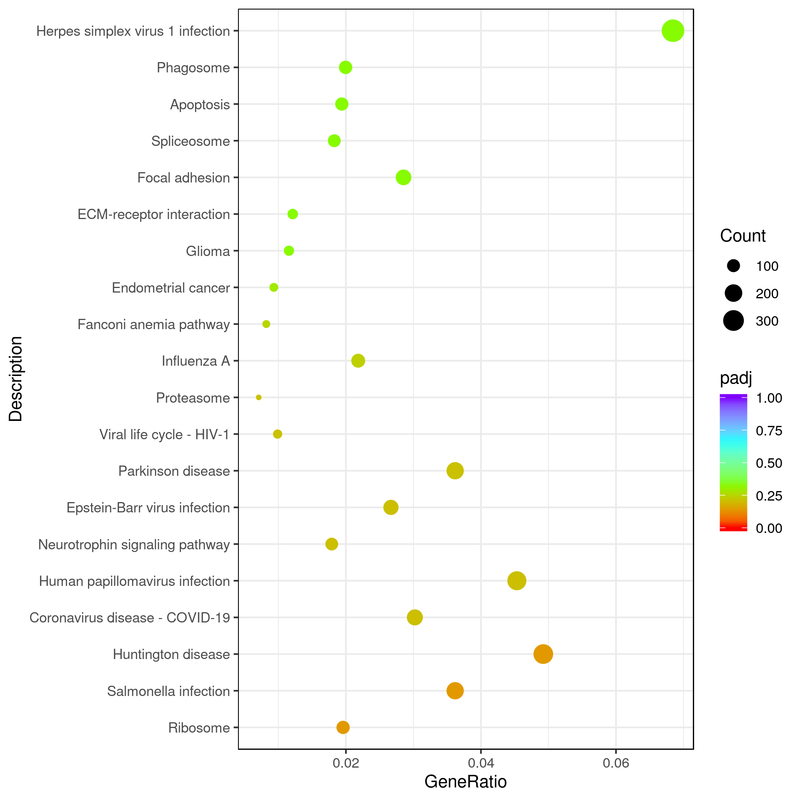 Herpes simplex virus 1 infection
Phagosome
Apoptosis
Spliceosome
Focal adhesion
ECM-receptor interaction
Glioma
Endometrial cancer
Fanconi anemia pathway
Influenza A
Proteasome
Viral life cycle - HIV-1
Parkinson disease
Epstein-Barr virus infection
Neurotrophin signaling pathway
Human papillomavirus infection
Coronavirus disease - COVID-19
Huntington disease
Salmonella infection
Ribosome
Description
0.02 0.04 0.06
GeneRatio
Count
100
200
300
padj
1.00
0.75
0.50
0.25
0.00